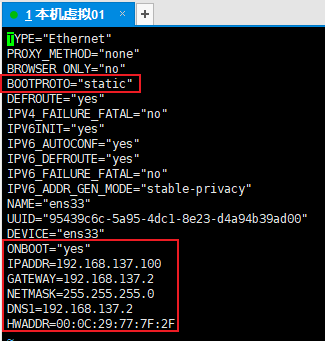 1 本机虚拟01
+
TYPE="Ethernet"
PROXY_METHOD="none"
BROWSER_ONLY="no"
BOOTPROTO="static"
DEFROUTE="yes"
IPV4_FAILURE_FATAL="no"
IPV6INIT="yes"
IPV6_AUTOCONF="yes"
IPV6_DEFROUTE="yes"
IPV6_FAILURE_FATAL="no"
IPV6_ADDR_GEN_MODE="stable-privacy"
NAME="ens33"
UUID="95439c6c-5a95-4dc1-8e23-d4a94b39ad00"
DEVICE="ens33"
ONBOOT="yes"
IPADDR=192.168.137.100
GATEWAY=192.168.137.2
NETMASK=255.255.255.0
DNS1=192.168.137.2
HWADDR=00:0C:29:77:7F:2F
~